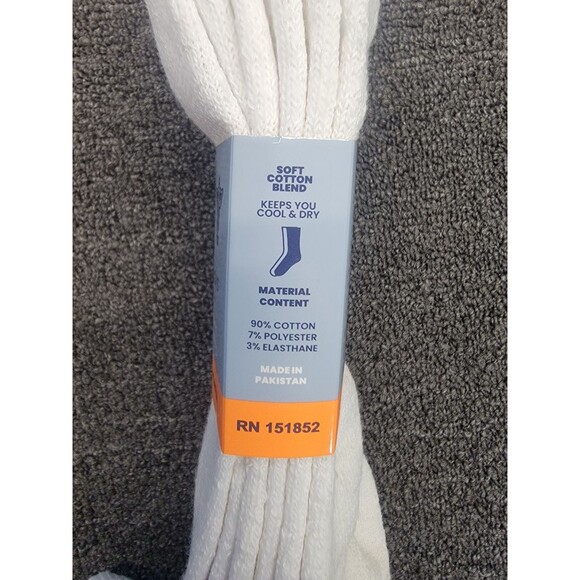 SOFT
COTTON
BLEND
KEEPS YOU
COOL & DRY
MATERIAL
CONTENT
90% COTTON
7% POLYESTER
3% ELASTHANE
MADE IN
PAKISTAN
RN 151852